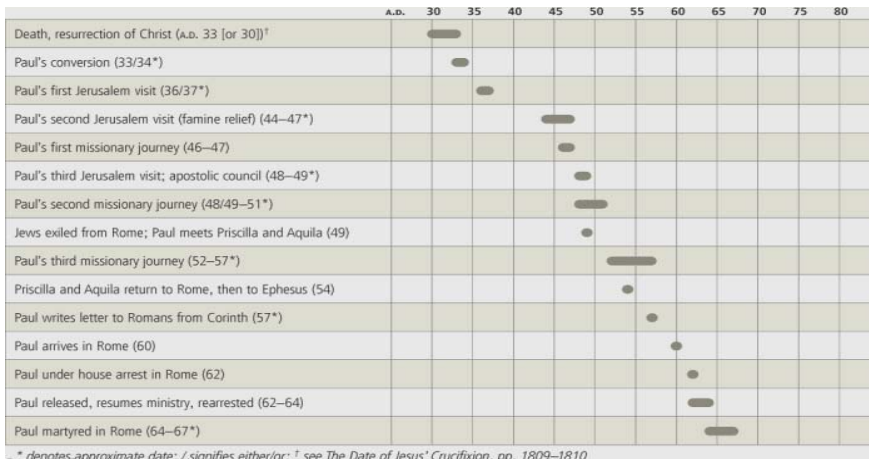 A.D. 30 35 40 45 50 55 60 65 70 75 80
Death, resurrection of Christ (A.D. 33 [or 30])†
Paul's conversion (33/34*)
Paul's first Jerusalem visit (36/37*)
Paul's second Jerusalem visit (famine relief) (44–47*)
Paul's first missionary journey (46–47)
Paul's third Jerusalem visit; apostolic council (48–49*)
Paul's second missionary journey (48/49–51*)
Jews exiled from Rome; Paul meets Priscilla and Aquila (49)
Paul's third missionary journey (52–57*)
Priscilla and Aquila return to Rome, then to Ephesus (54)
Paul writes letter to Romans from Corinth (57*)
Paul arrives in Rome (60)
Paul under house arrest in Rome (62)
Paul released, resumes ministry, rearrested (62–64)
Paul martyred in Rome (64–67*)
* denotes approximate date; / signifies either/or; † see The Date of Jesus' Crucifixion, pp. 1809–1810